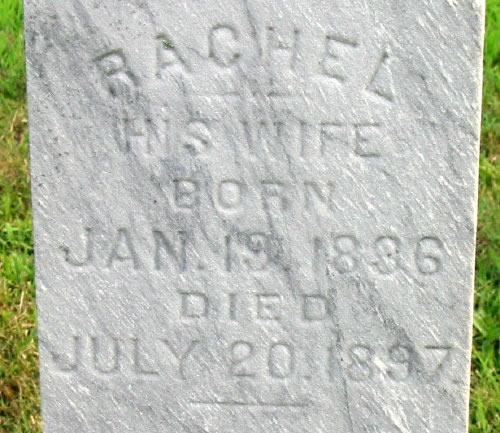 RACHEL
HIS WIFE
BORN
JAN. 19. 1836
DIED
JULY 20. 1897.